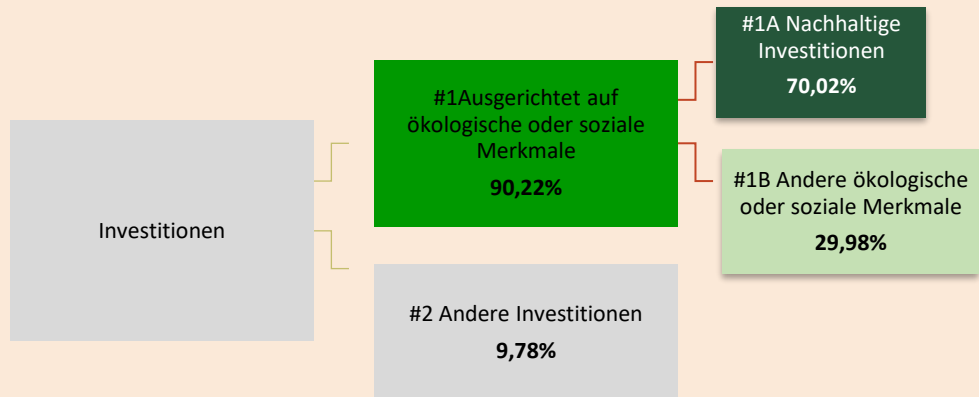 #1A Nachhaltige
Investitionen
70,02%
#1Ausgerichtet auf
ökologische oder soziale
Merkmale
90,22%
#1B Andere ökologische
oder soziale Merkmale
29,98%
Investitionen
#2 Andere Investitionen
9,78%